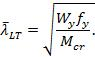 λ̄_LT = √(W_y f_y / M_cr).